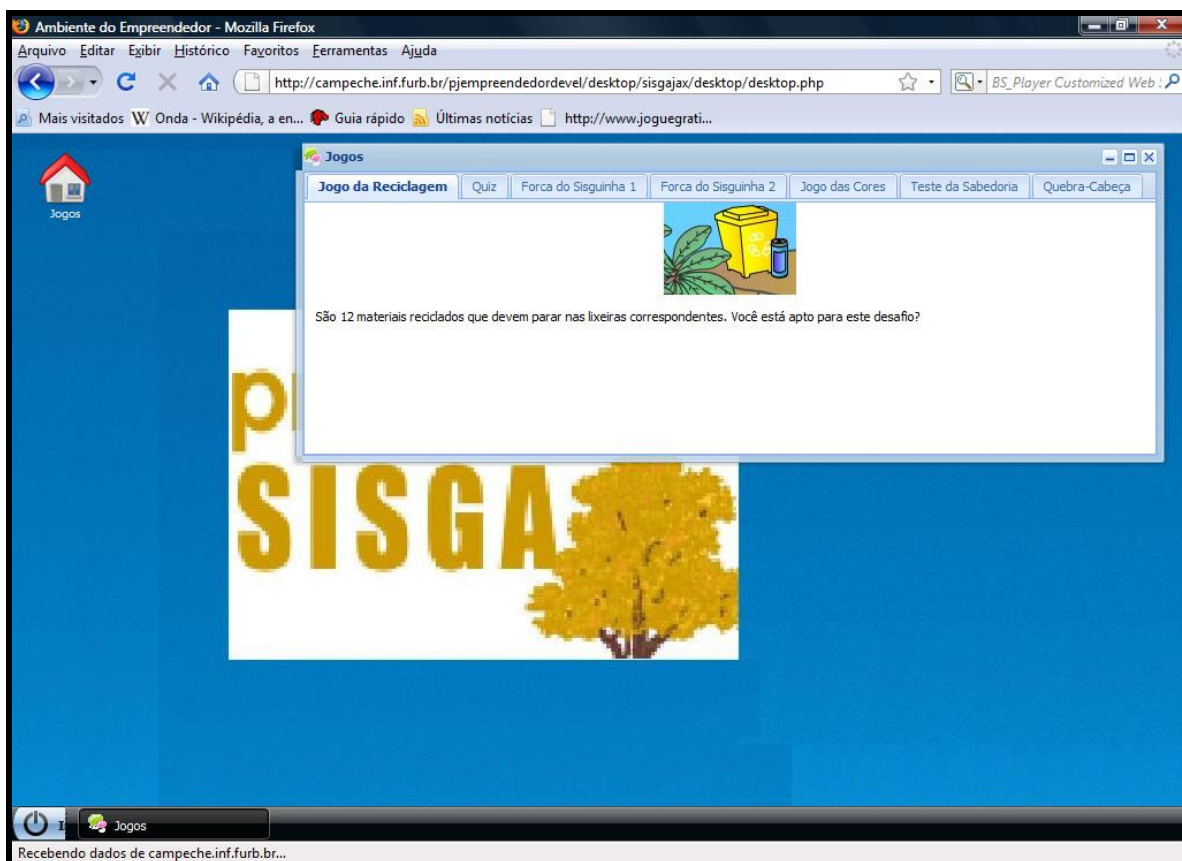 Ambiente do Empreendedor - Mozilla Firefox
Arquivo Editar Exibir Histórico Favoritos Ferramentas Ajuda
http://campeche.inf.furb.br/pjempreendedordevel/desktop/sisgajax/desktop/desktop.php
BS_Player Customized Web
Mais visitados W Onda - Wikipédia, a en... Guia rápido Últimas notícias http://www.joguegrati...
Jogos
Jogos
Jogo da Reciclagem Quiz Forca do Sisguinha 1 Forca do Sisguinha 2 Jogo das Cores Teste da Sabedoria Quebra-Cabeça
São 12 materiais reciclados que devem parar nas lixeiras correspondentes. Você está apto para este desafio?
SISGA
Jogos
Recebendo dados de campeche.inf.furb.br...